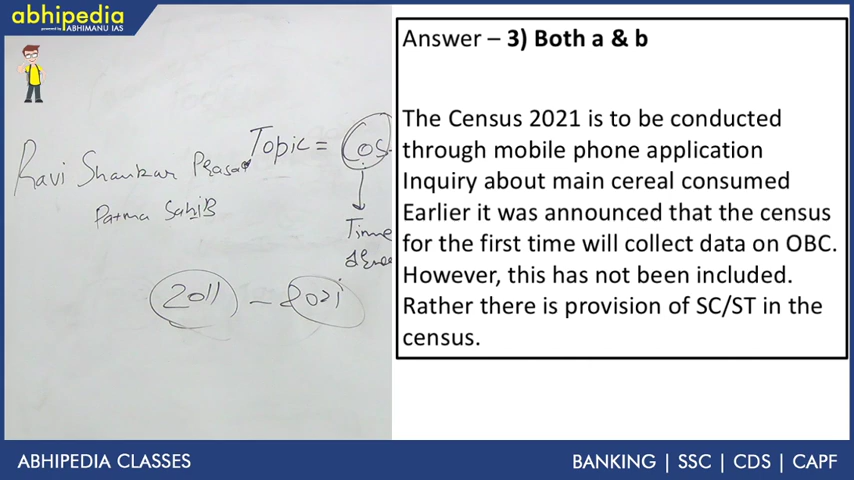 abhipedia
powered by ABHIMANU IAS
Ravi Shankar Prasad
Patma SahiB
Topic = Cos
Time
2011 - 2021
Answer – 3) Both a & b
The Census 2021 is to be conducted
through mobile phone application
Inquiry about main cereal consumed
Earlier it was announced that the census
for the first time will collect data on OBC.
However, this has not been included.
Rather there is provision of SC/ST in the
census.
ABHIPEDIA CLASSES
BANKING | SSC | CDS | CAPF